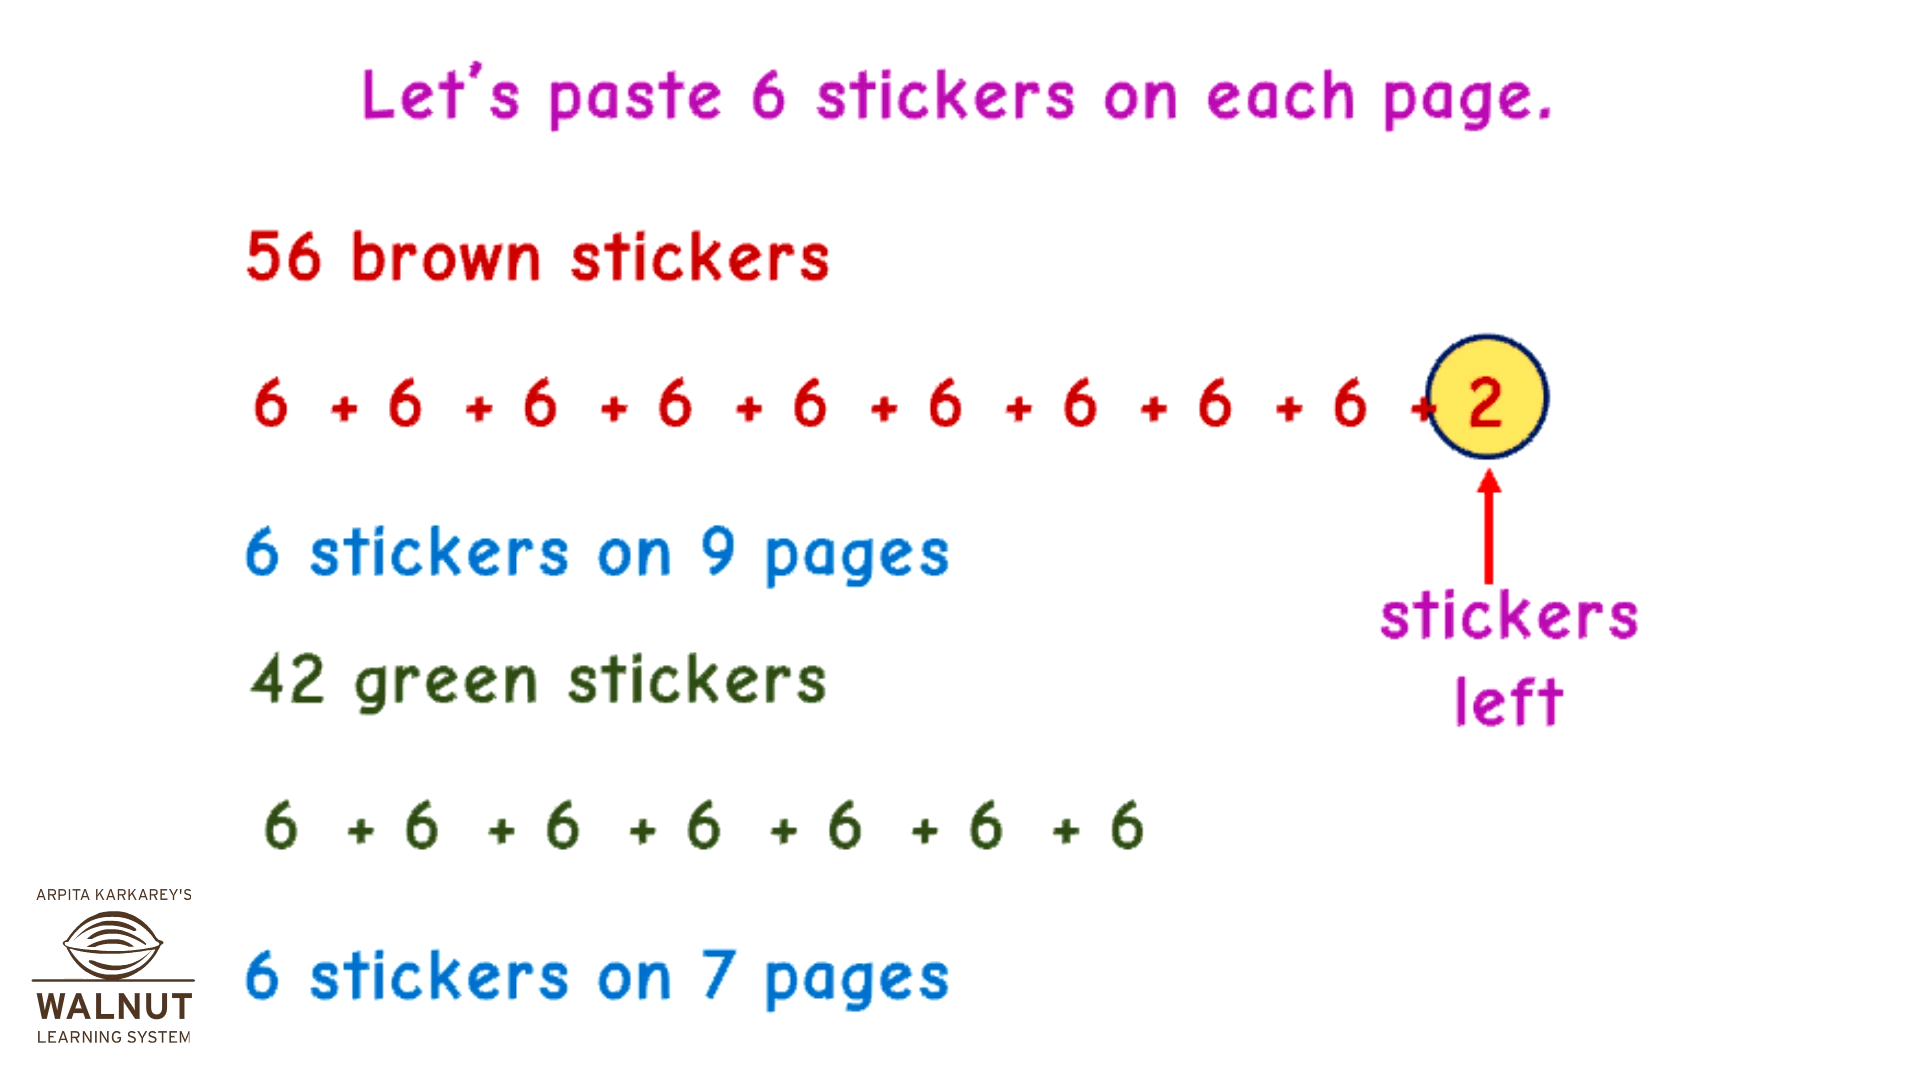 Let's paste 6 stickers on each page.
56 brown stickers
6 + 6 + 6 + 6 + 6 + 6 + 6 + 6 + 6 + 2
6 stickers on 9 pages
stickers
left
42 green stickers
6 + 6 + 6 + 6 + 6 + 6 + 6
6 stickers on 7 pages
ARPITA KARKAREY'S
WALNUT
LEARNING SYSTEM